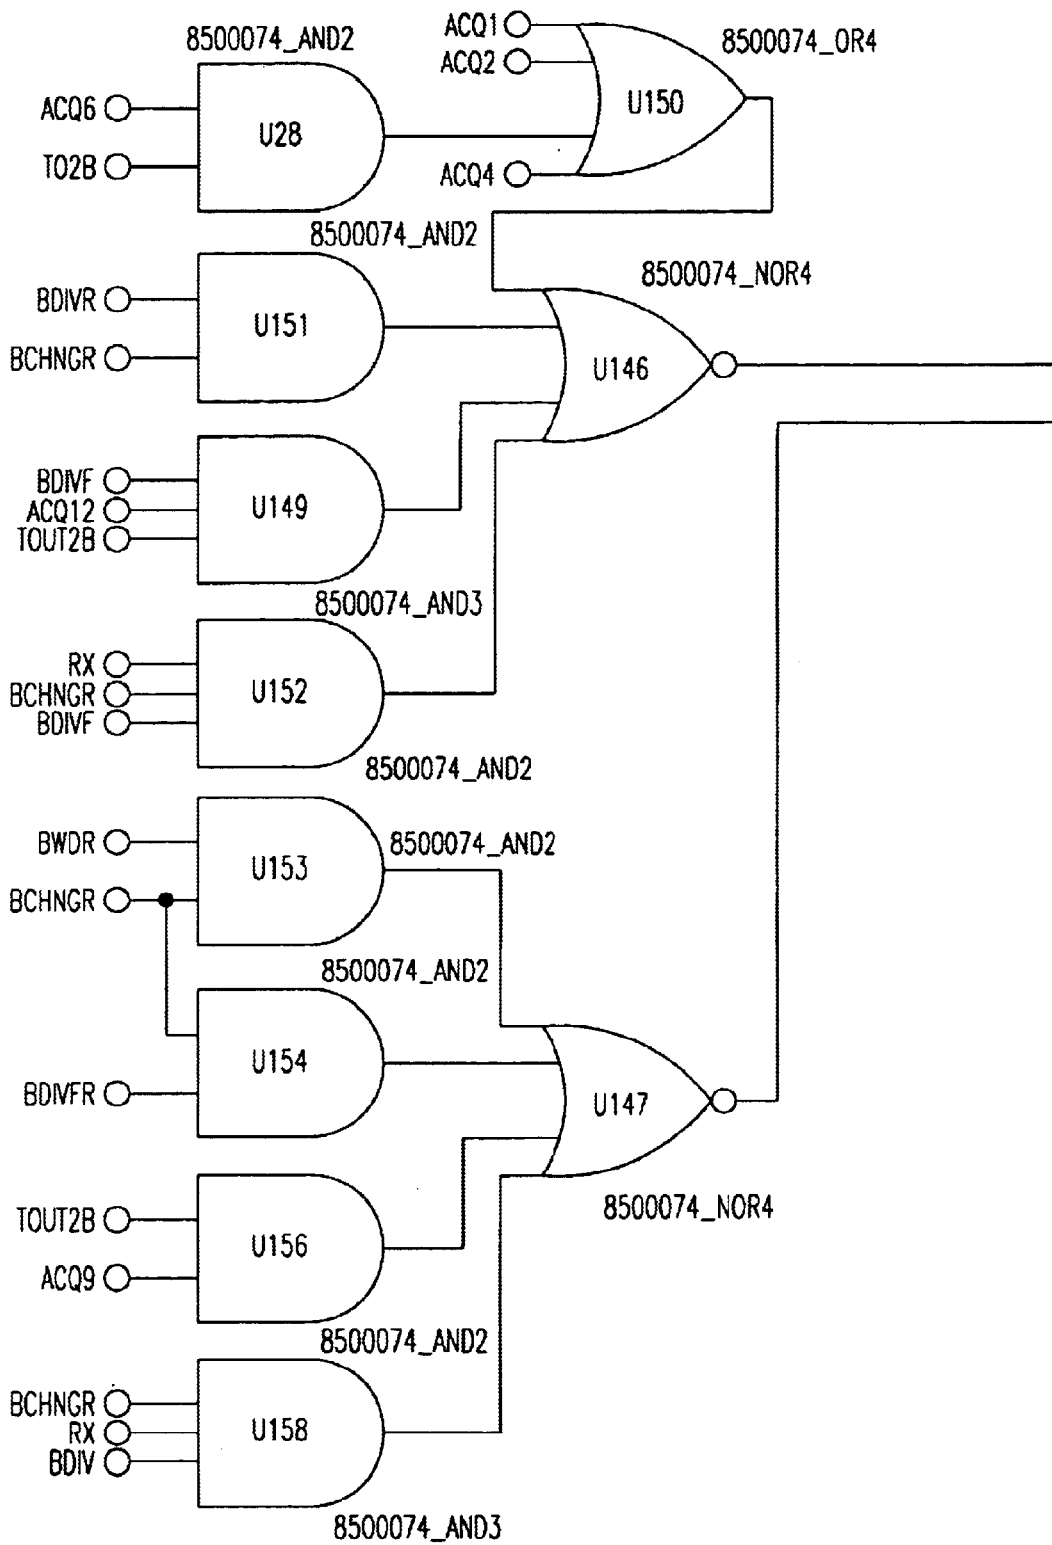 ACQ1
8500074_OR4
8500074_AND2
ACQ2
ACQ6
U28
U150
TO2B
ACQ4
8500074_AND2
8500074_NOR4
BDIVR
U151
BCHNGR
U146
BDIVF
ACQ12
U149
TOUT2B
8500074_AND3
RX
BCHNGR
U152
BDIVF
8500074_AND2
BWDR
8500074_AND2
U153
BCHNGR
8500074_AND2
U154
BDIVFR
U147
TOUT2B
8500074_NOR4
U156
ACQ9
8500074_AND2
BCHNGR
RX
U158
BDIV
8500074_AND3